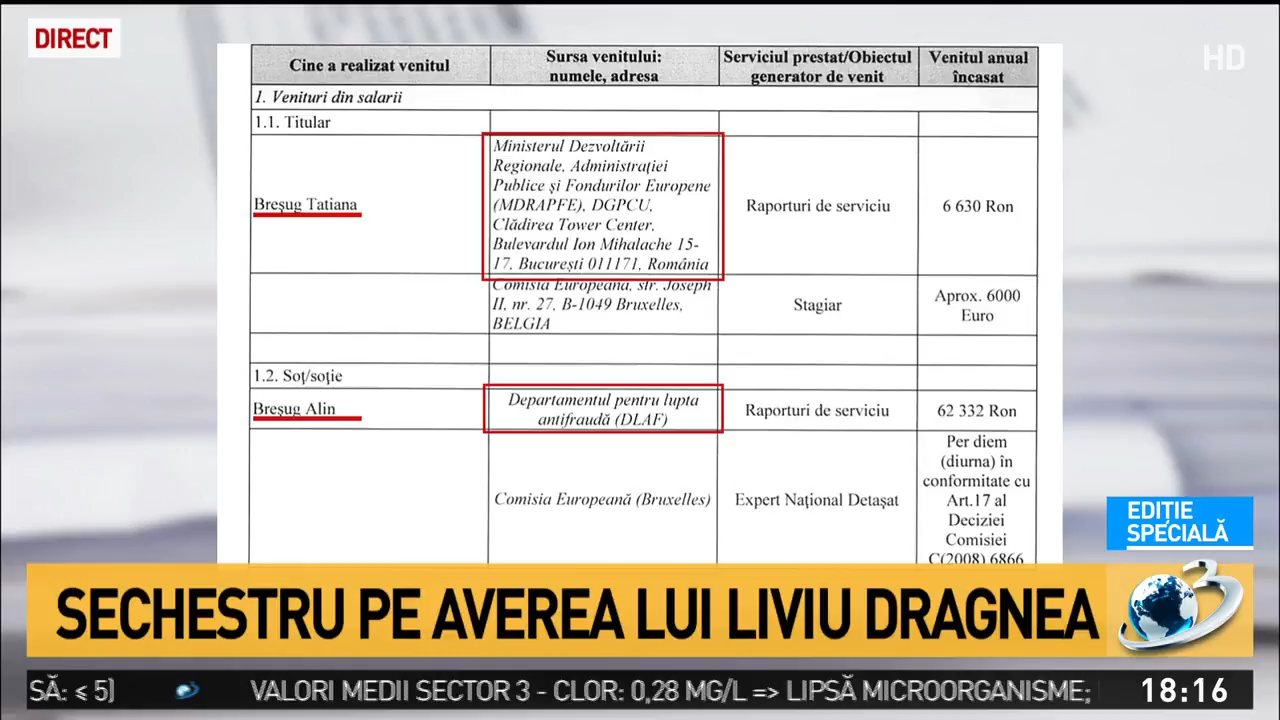 DIRECT
HD
Cine a realizat venitul
Sursa venitului:
numele, adresa
Serviciul prestat/Obiectul
generator de venit
Venitul anual
încasat
1. Venituri din salarii
1.1. Titular
Breşug Tatiana
Ministerul Dezvoltării
Regionale, Administraţiei
Publice şi Fondurilor Europene
(MDRAPFE), DGPCU,
Clădirea Tower Center,
Bulevardul Ion Mihalache 15-
17, Bucureşti 011171, România
Raporturi de serviciu
6 630 Ron
Comisia Europeană, str. Joseph
II, nr. 27, B-1049 Bruxelles,
BELGIA
Stagiar
Aprox. 6000
Euro
1.2. Soţ/soţie
Breşug Alin
Departamentul pentru lupta
antifraudă (DLAF)
Raporturi de serviciu
62 332 Ron
Comisia Europeană (Bruxelles)
Expert Naţional Detaşat
Per diem
(diurna) în
conformitate cu
Art.17 al
Deciziei
Comisiei
C(2008) 6866
EDIȚIE
SPECIALĂ
SECHESTRU PE AVEREA LUI LIVIU DRAGNEA
3
SĂ: ≤ 5)
VALORI MEDII SECTOR 3 - CLOR: 0,28 MG/L => LIPSĂ MICROORGANISME;
18:16